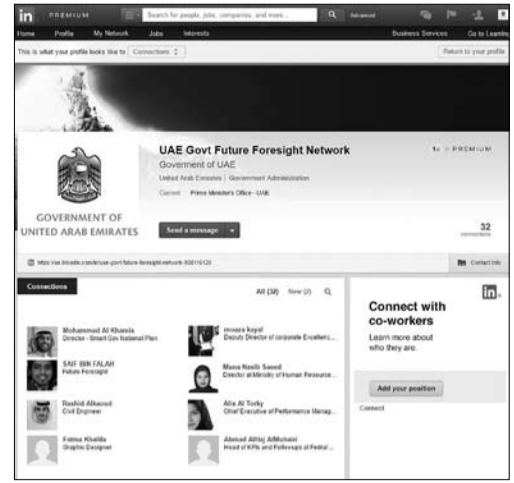 in PREMIUM Search for people, jobs, companies, and more... Advanced
Home Profile My Network Jobs Interests Business Services Go to Learning
This is what your profile looks like to Connections Return to your profile
UAE Govt Future Foresight Network
Goverment of UAE
United Arab Emirates Government Administration
Current Prime Minister's Office - UAE
PREMIUM
GOVERNMENT OF
UNITED ARAB EMIRATES
Send a message
32
connections
Contact Info
Connections
All (32) New (2)
Mohammed Al Khamis
Director - Smart Gov National Plan
SAIF BIN FALAH
Future Foresight
Rashid Alkaood
Civil Engineer
Fatma Khalifa
Graphic Designer
moza koyal
Deputy Director of corporate Excellenc...
Muna Nasib Saeed
Director at Ministry of Human Resource...
Alia Al Torky
Chief Executive of Performance Manag...
Ahmad
Head of KPIs and Followups of Fedral...
in
Connect with
co-workers
Learn more about
who they are.
Add your position
Connect